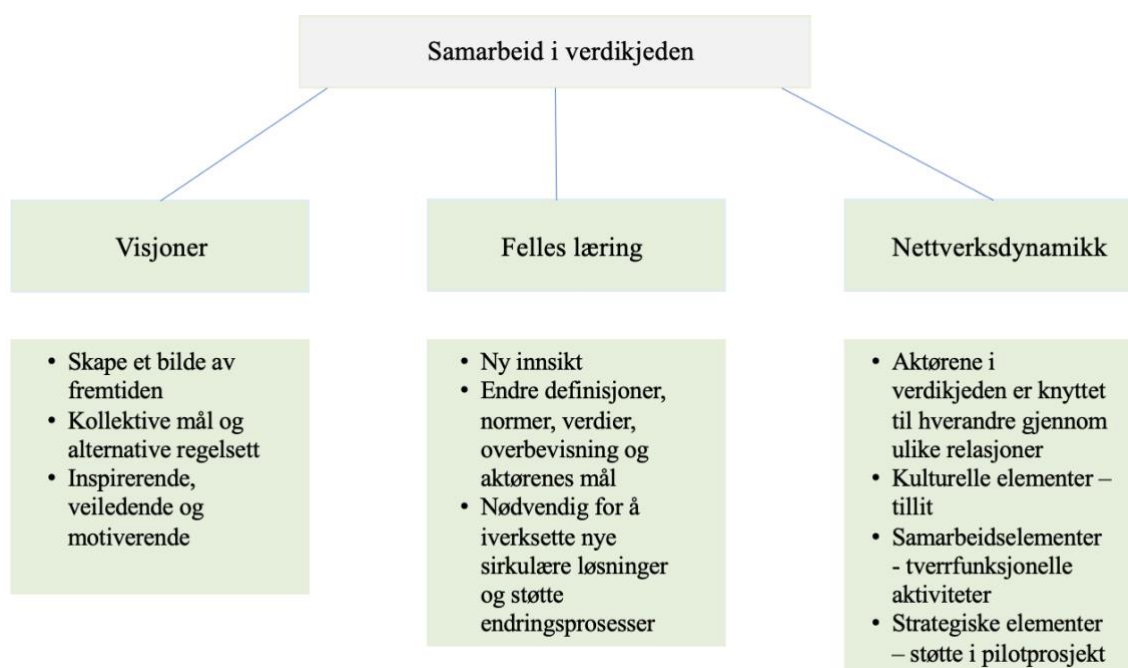 Samarbeid i verdikjeden
Visjoner
• Skape et bilde av
fremtiden
• Kollektive mål og
alternative regelsett
• Inspirerende,
veiledende og
motiverende
Felles læring
• Ny innsikt
• Endre definisjoner,
normer, verdier,
overbevisning og
aktørenes mål
• Nødvendig for å
iverksette nye
sirkulære løsninger
og støtte
endringsprosesser
Nettverksdynamikk
• Aktørene i
verdikjeden er knyttet
til hverandre gjennom
ulike relasjoner
• Kulturelle elementer –
tillit
• Samarbeidselementer
- tverrfunksjonelle
aktiviteter
• Strategiske elementer
– støtte i pilotprosjekt